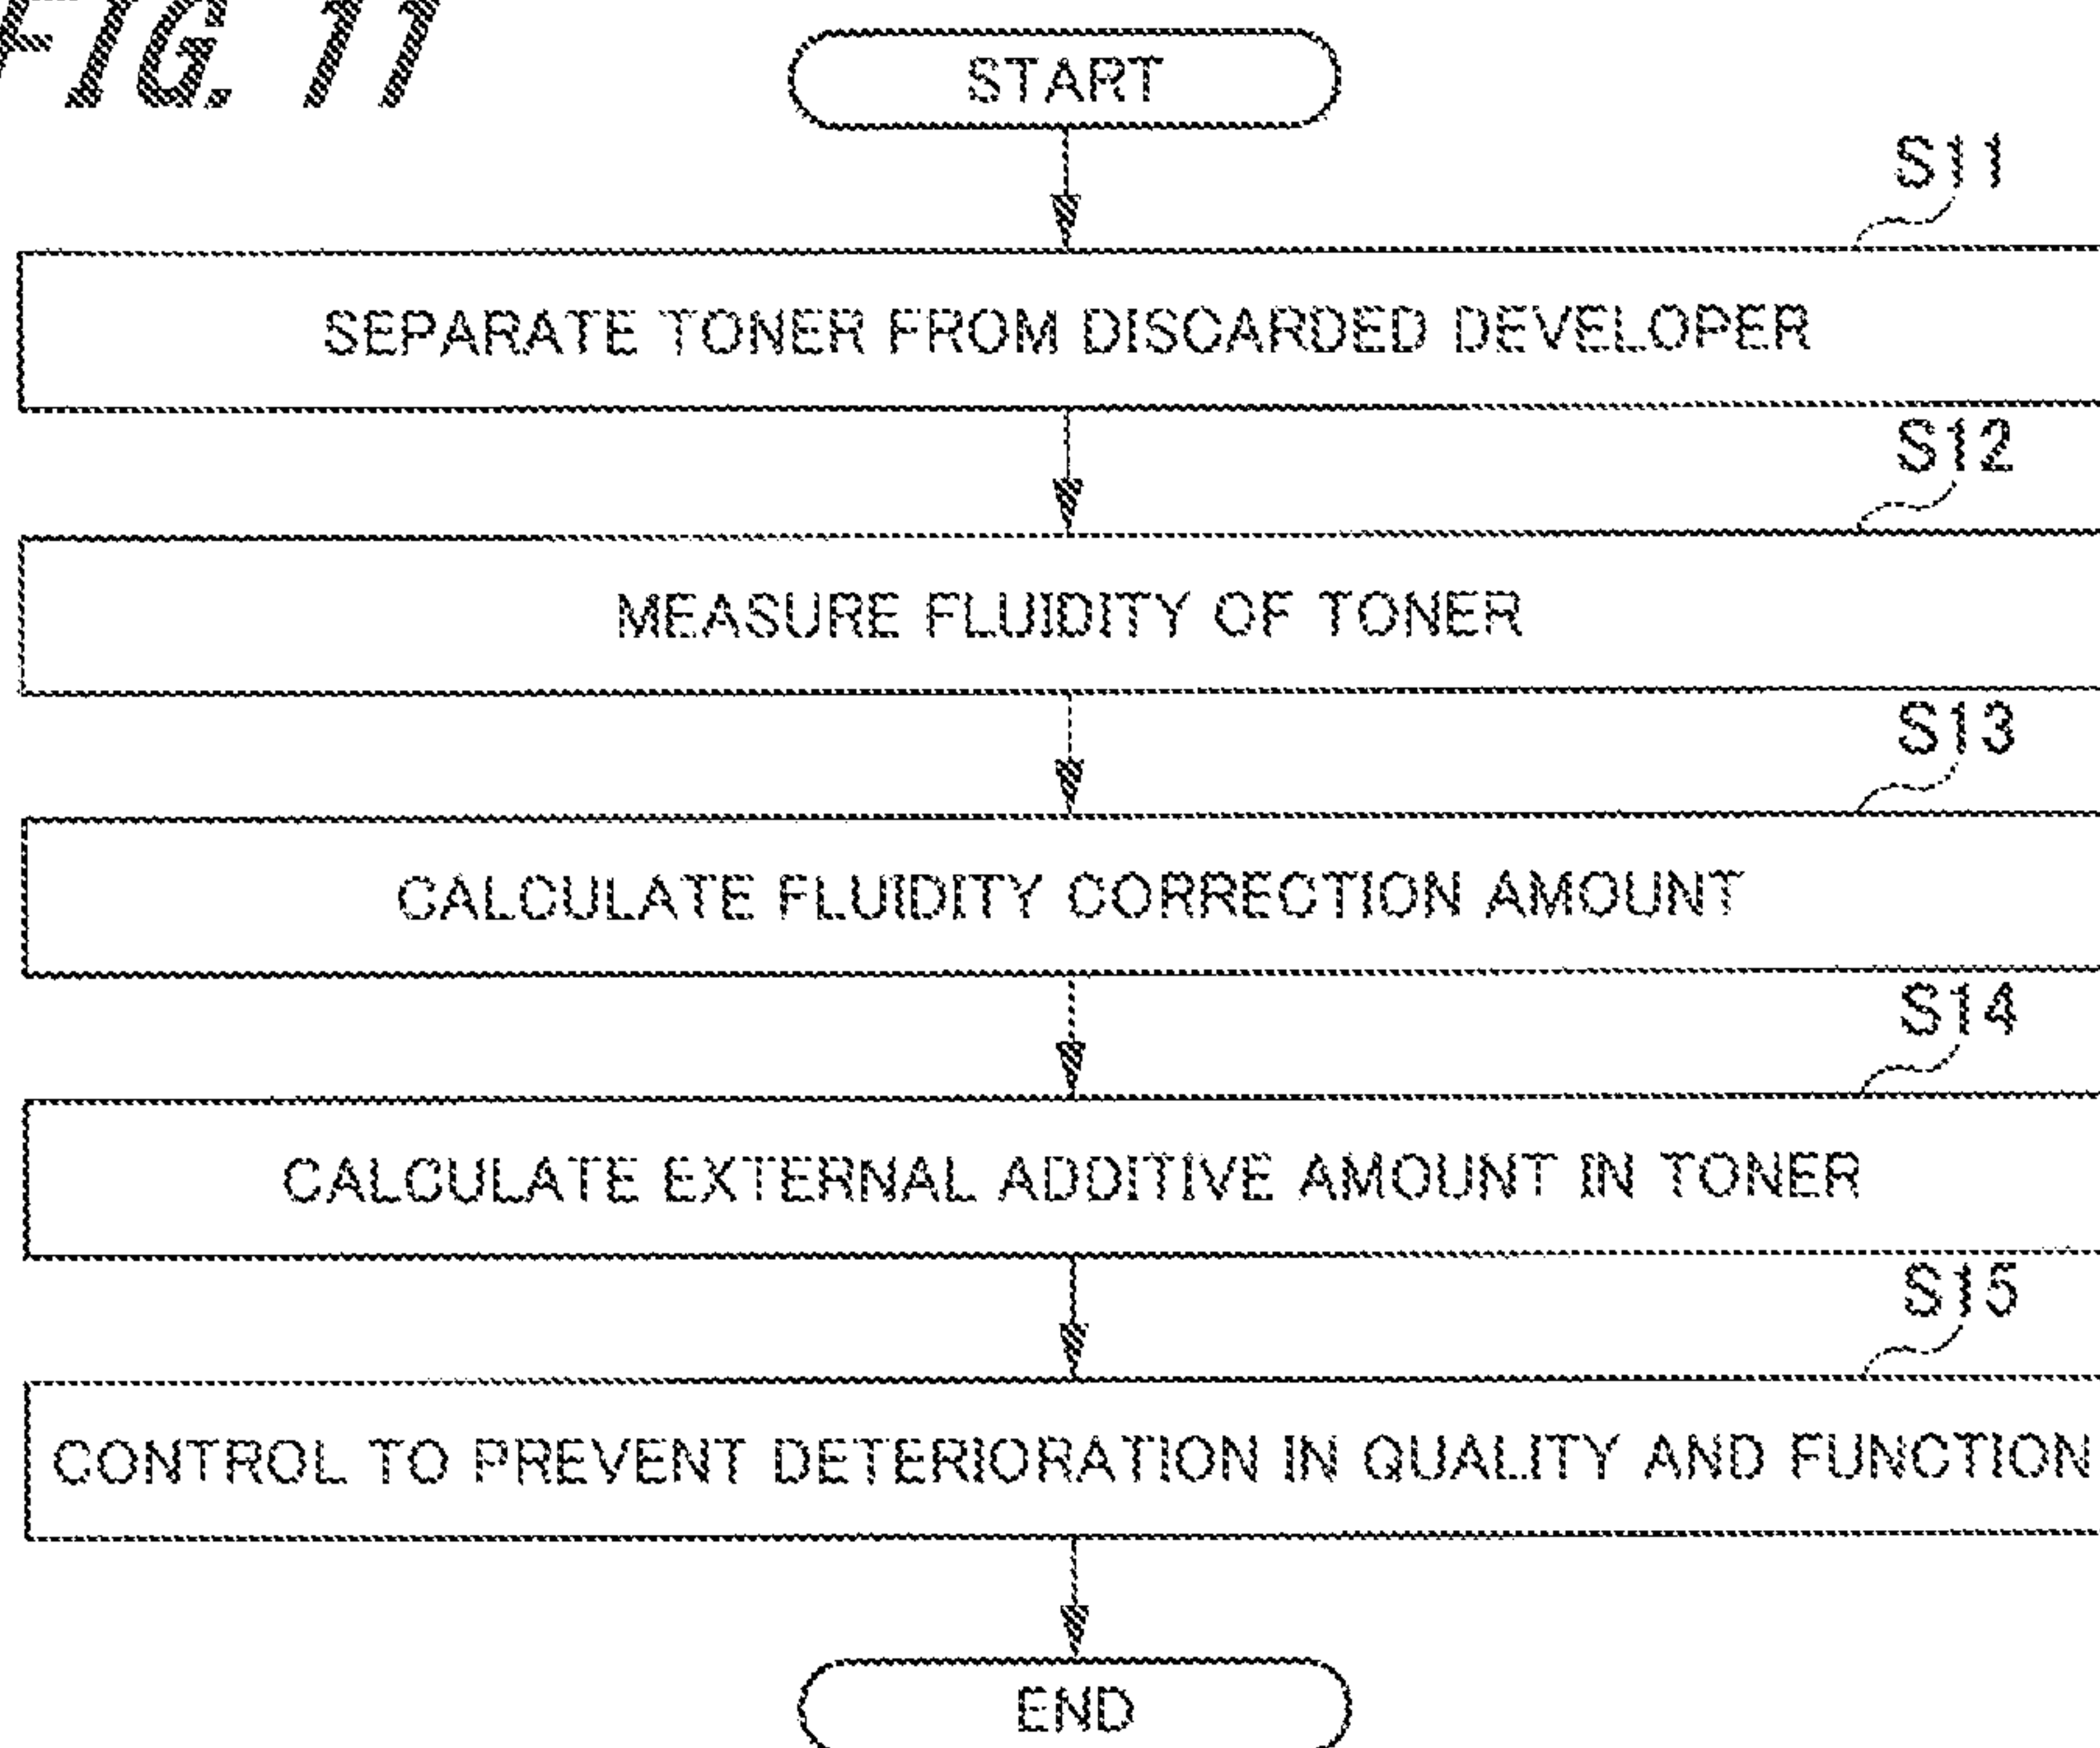 FIG. 11
START
S11
SEPARATE TONER FROM DISCARDED DEVELOPER
S12
MEASURE FLUIDITY OF TONER
S13
CALCULATE FLUIDITY CORRECTION AMOUNT
S14
CALCULATE EXTERNAL ADDITIVE AMOUNT IN TONER
S15
CONTROL TO PREVENT DETERIORATION IN QUALITY AND FUNCTION
END